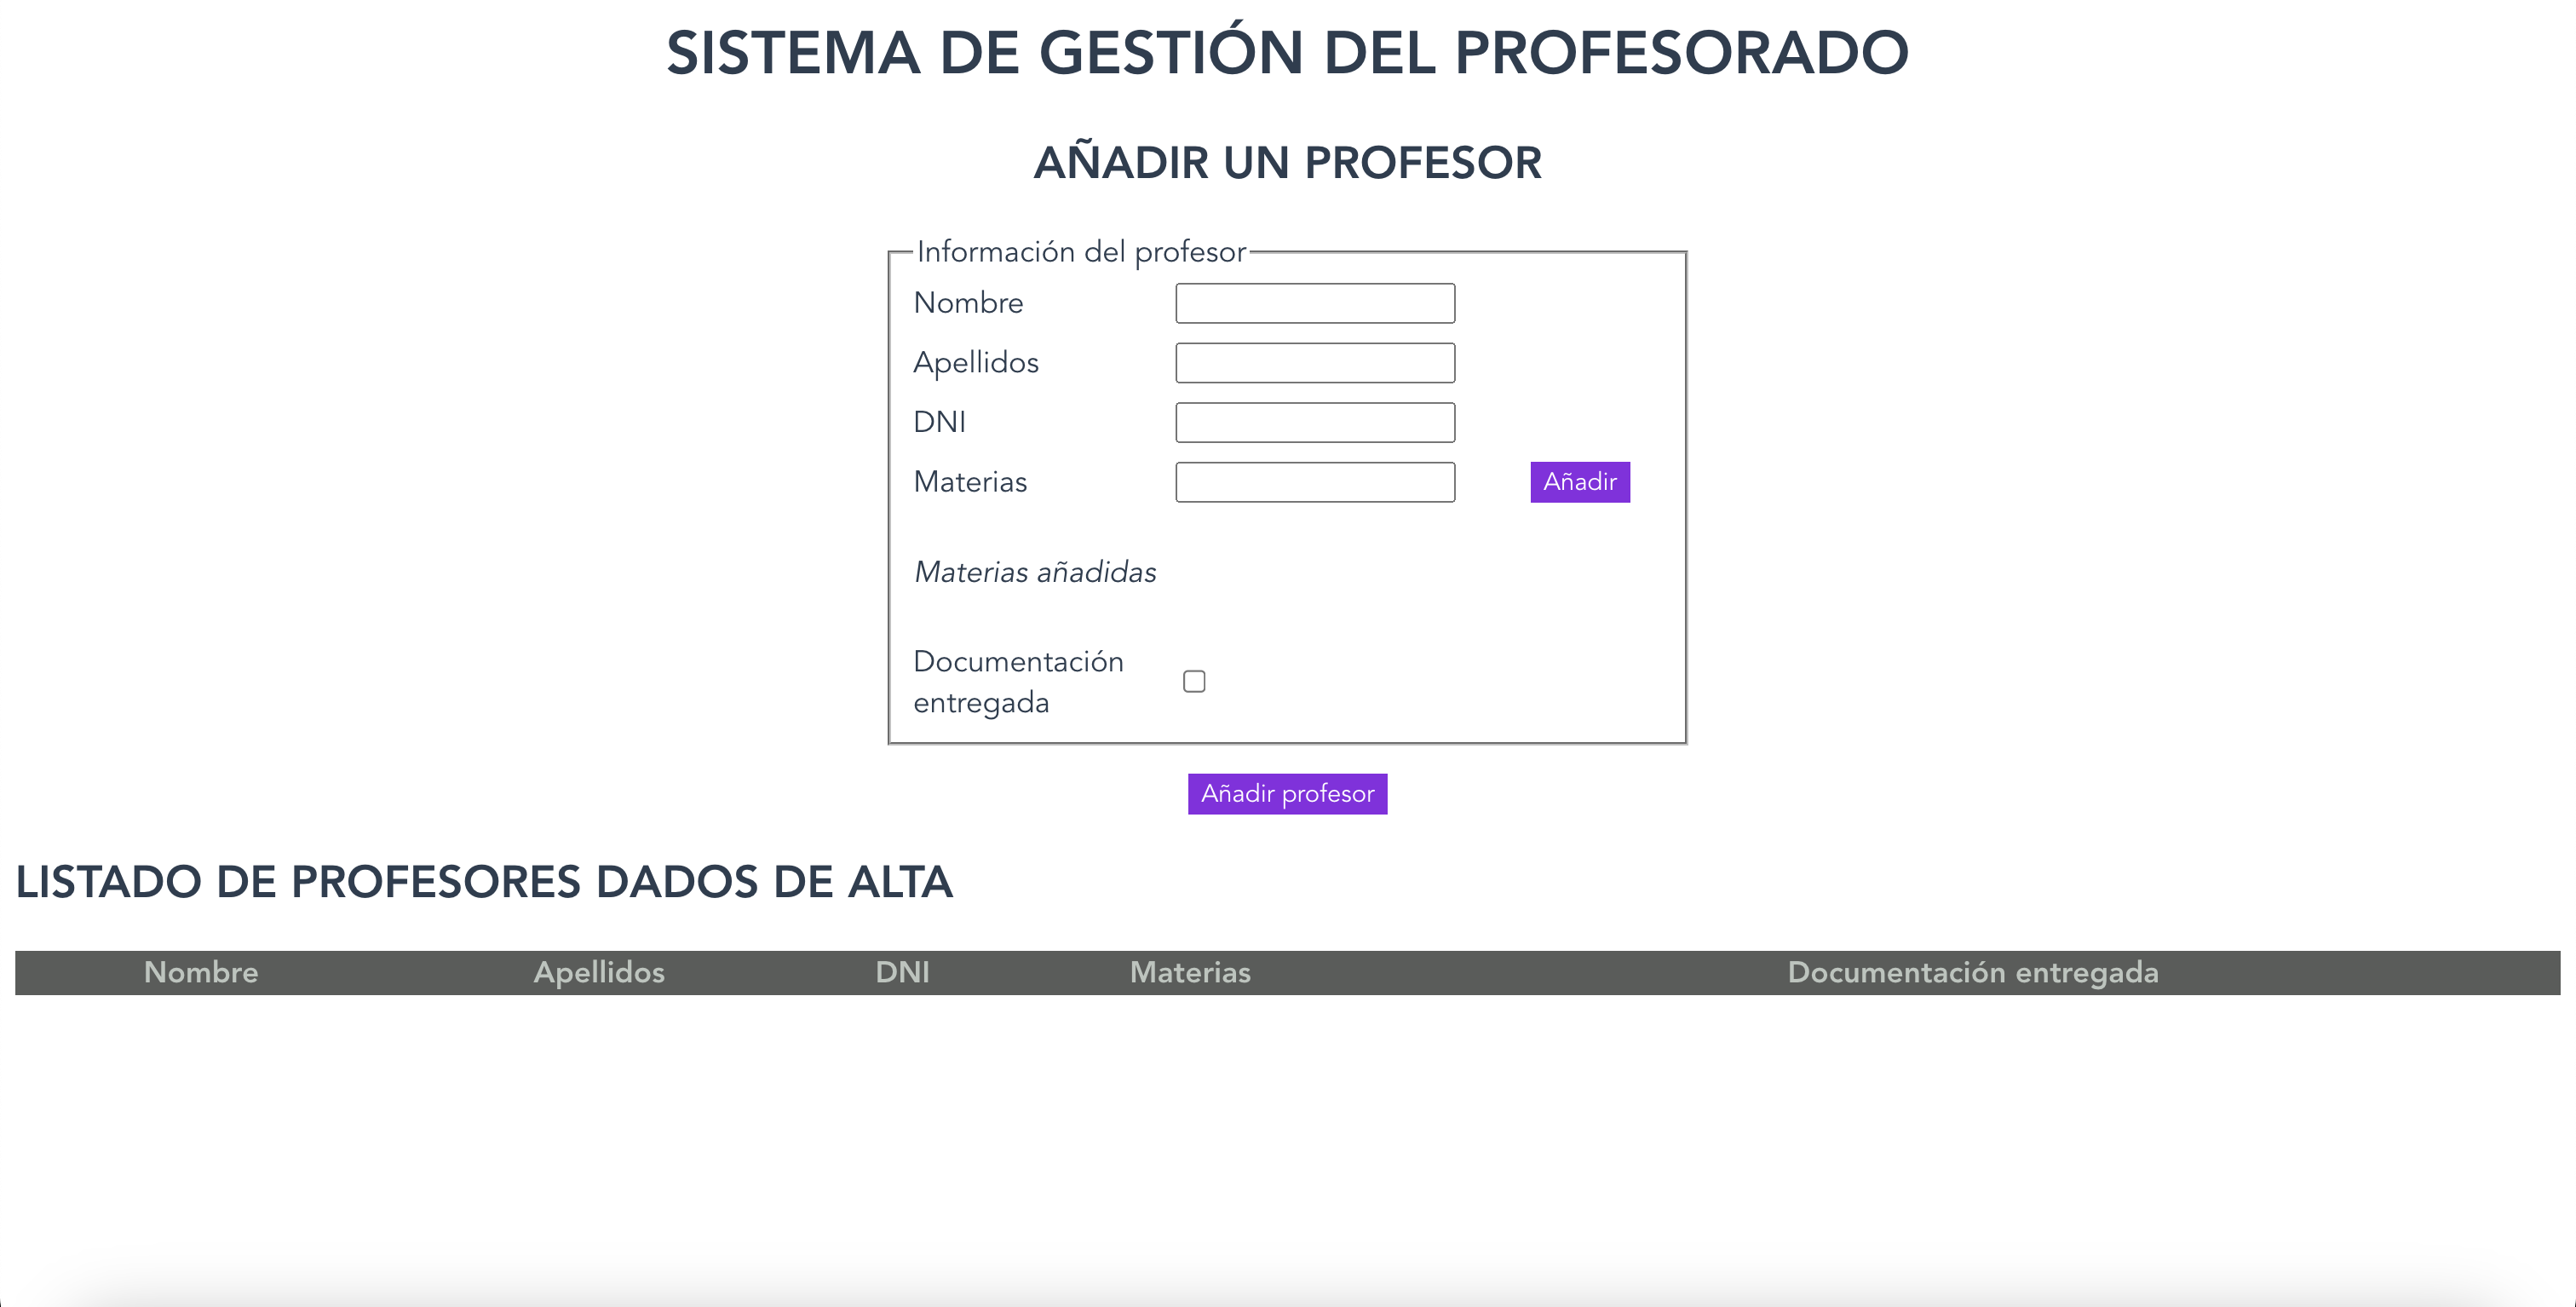 SISTEMA DE GESTIÓN DEL PROFESORADO
AÑADIR UN PROFESOR
Información del profesor
Nombre
Apellidos
DNI
Materias Añadir
Materias añadidas
Documentación
entregada
Añadir profesor
LISTADO DE PROFESORES DADOS DE ALTA
Nombre Apellidos DNI Materias Documentación entregada